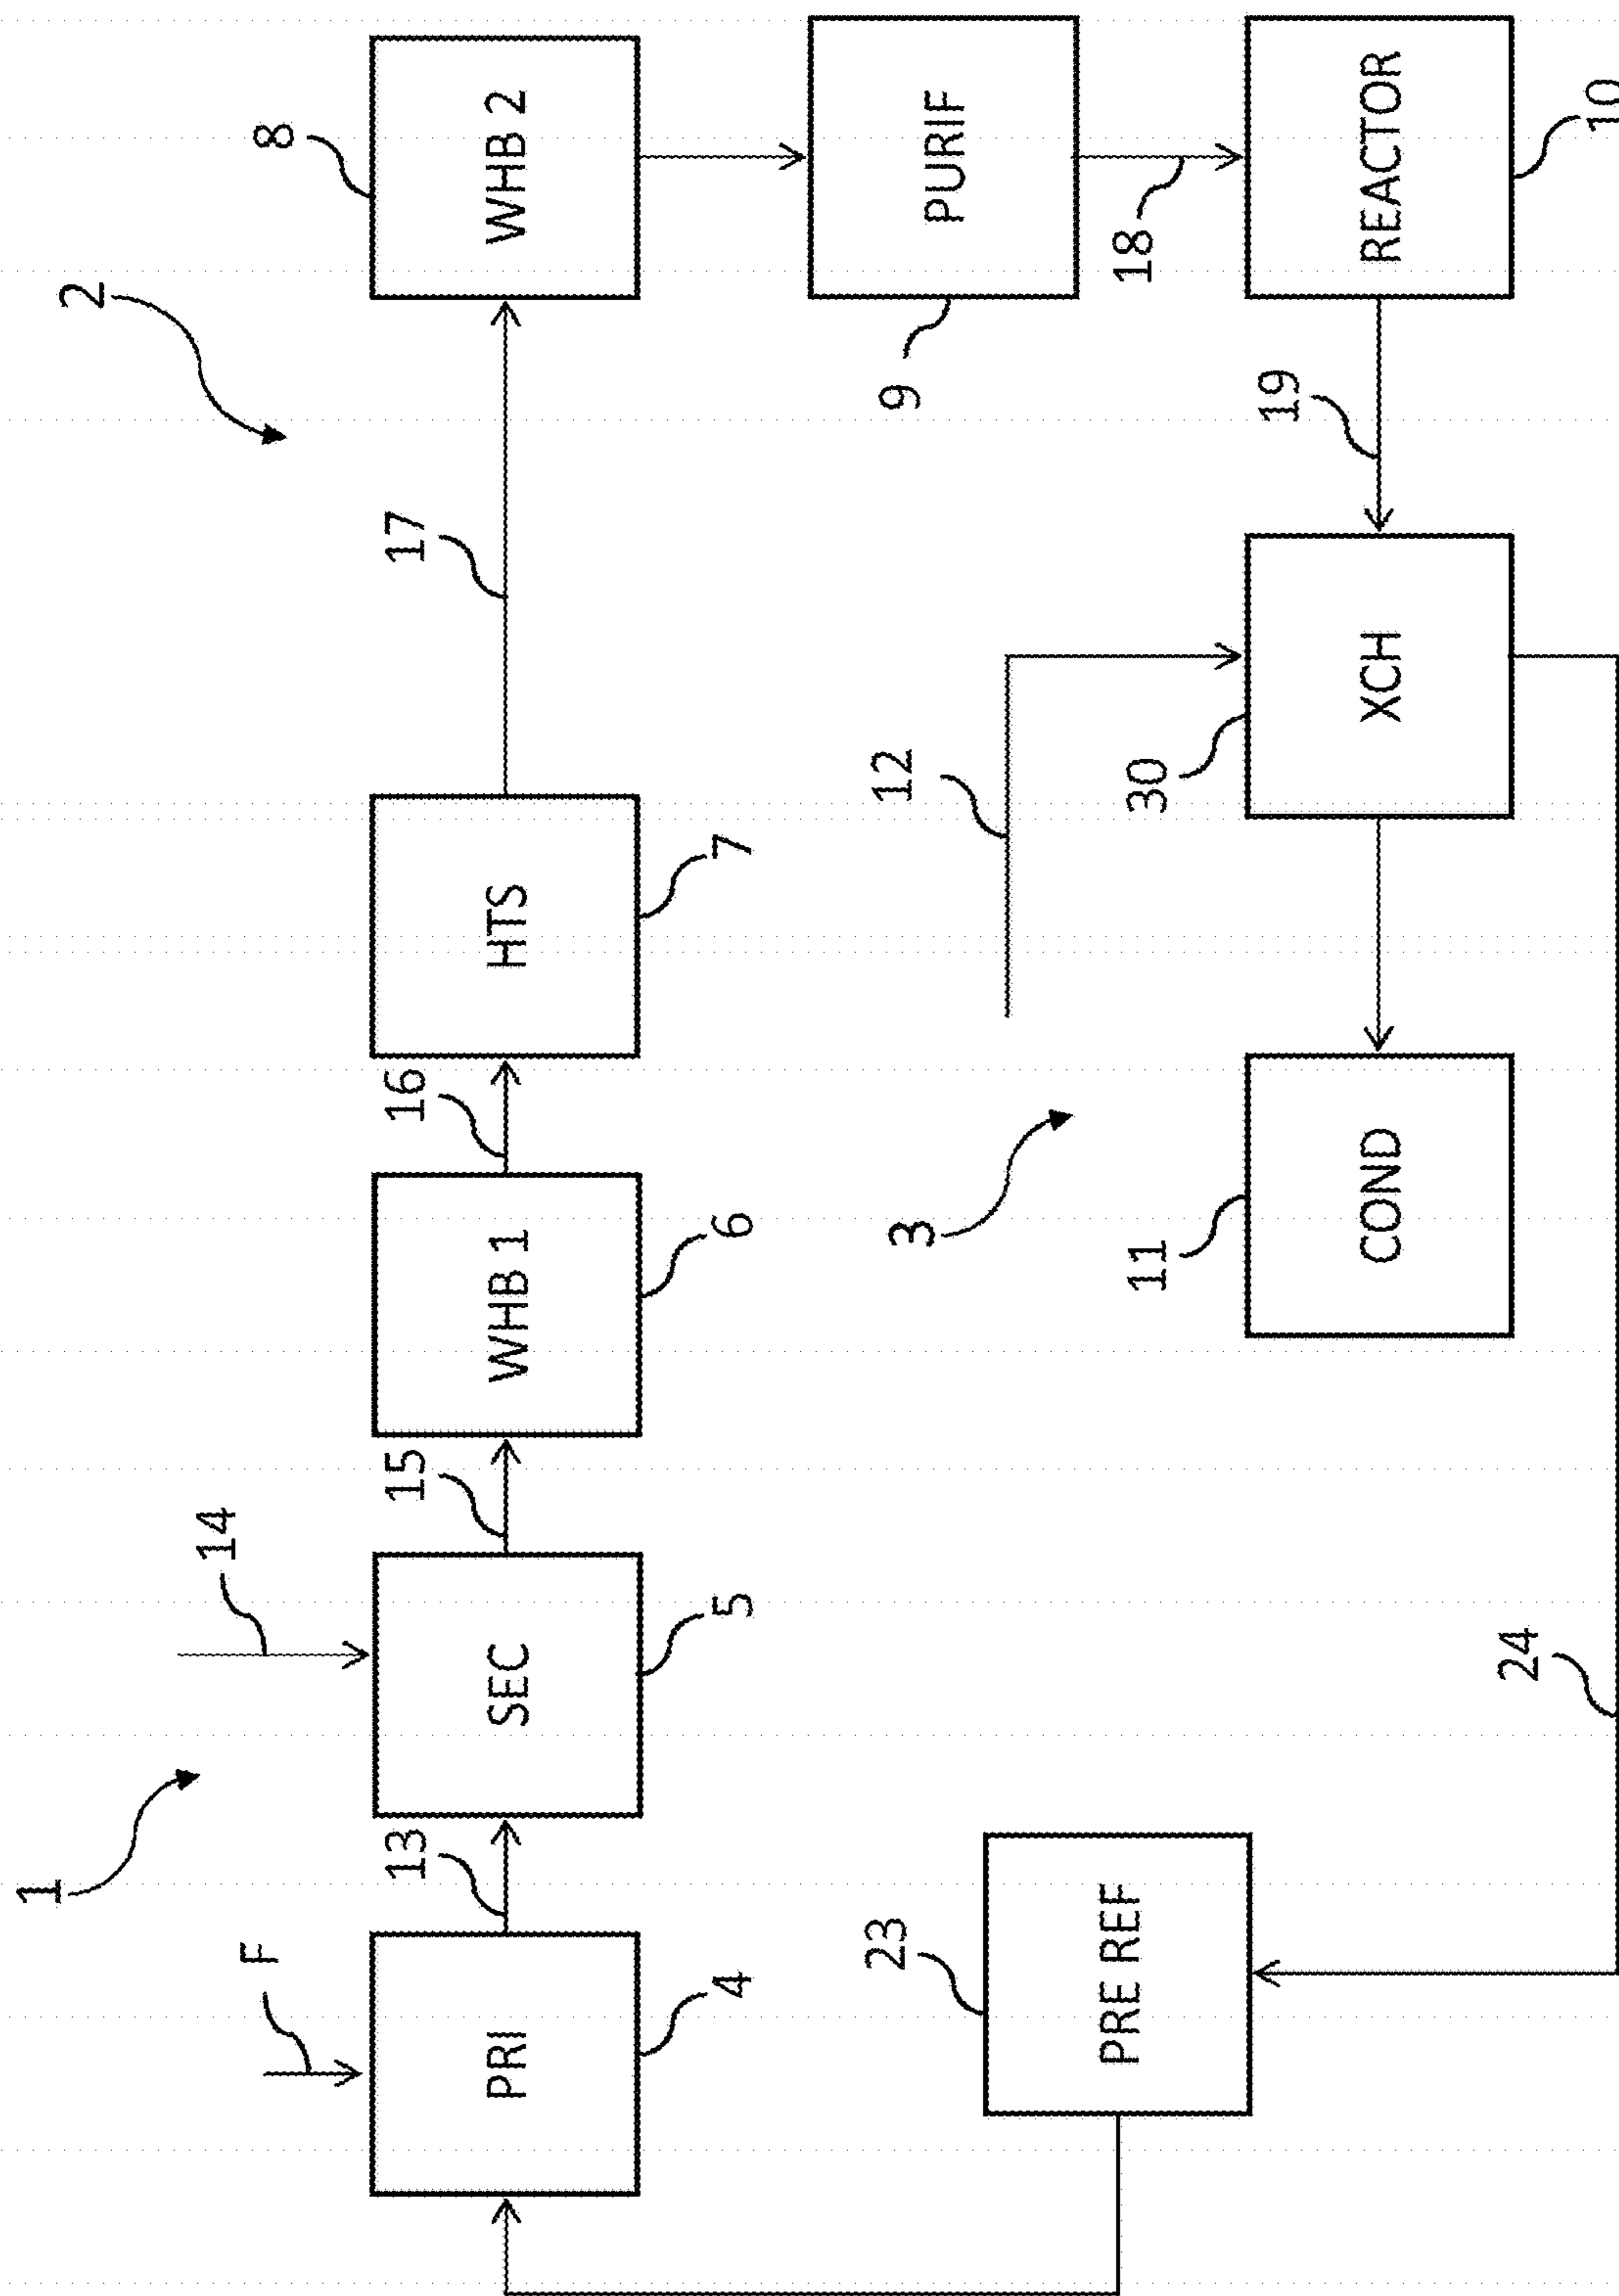 1
2
F
14
8
13
15
16
17
PRI
SEC
WHB 1
HTS
WHB 2
4
5
6
7
23
3
12
9
PURIF
PRE REF
11
30
19
18
COND
XCH
REACTOR
24
10